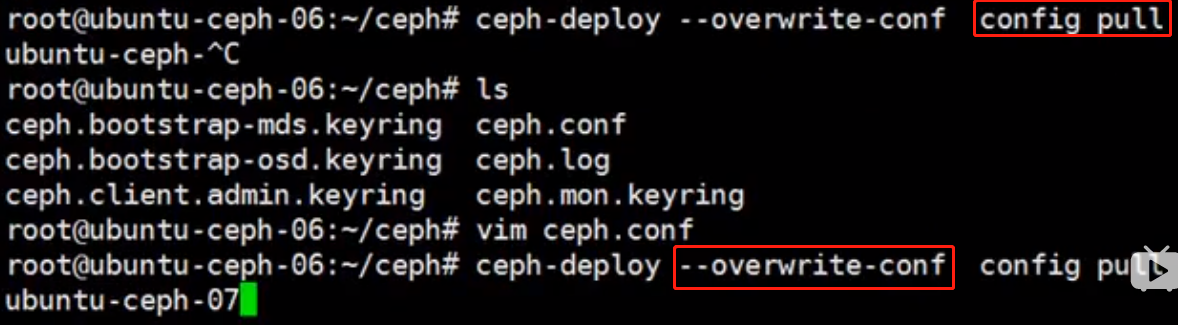 root@ubuntu-ceph-06:~/ceph# ceph-deploy --overwrite-conf  config pull
ubuntu-ceph-^C
root@ubuntu-ceph-06:~/ceph# ls
ceph.bootstrap-mds.keyring  ceph.conf
ceph.bootstrap-osd.keyring  ceph.log
ceph.client.admin.keyring   ceph.mon.keyring
root@ubuntu-ceph-06:~/ceph# vim ceph.conf
root@ubuntu-ceph-06:~/ceph# ceph-deploy --overwrite-conf  config pull
ubuntu-ceph-07